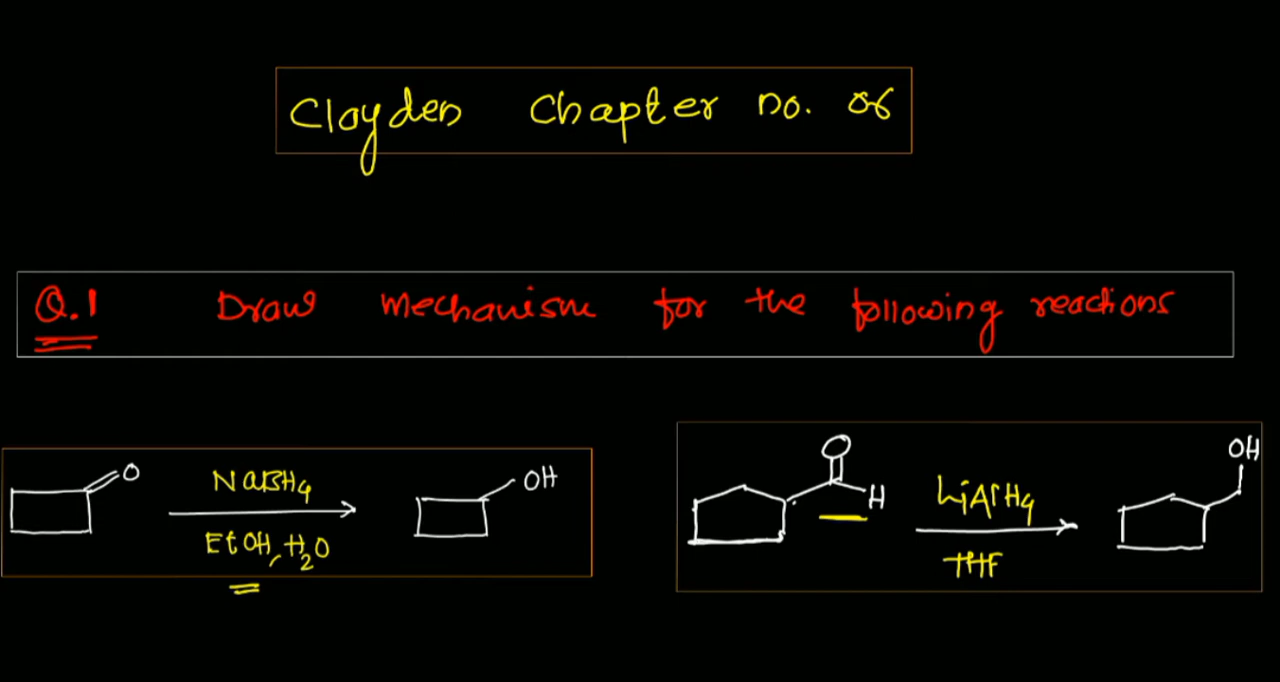 Clayden Chapter no. 06
Q.1 Draw mechanism for the following reactions
O NaBH4 OH
EtOH, H2O
O H LiAlH4 OH
THF